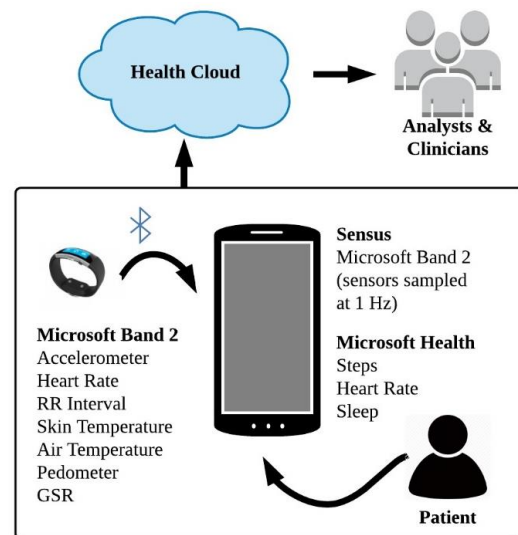 Health Cloud
Analysts &
Clinicians
Sensus
Microsoft Band 2
(sensors sampled
at 1 Hz)
Microsoft Band 2
Accelerometer
Heart Rate
RR Interval
Skin Temperature
Air Temperature
Pedometer
GSR
Microsoft Health
Steps
Heart Rate
Sleep
Patient